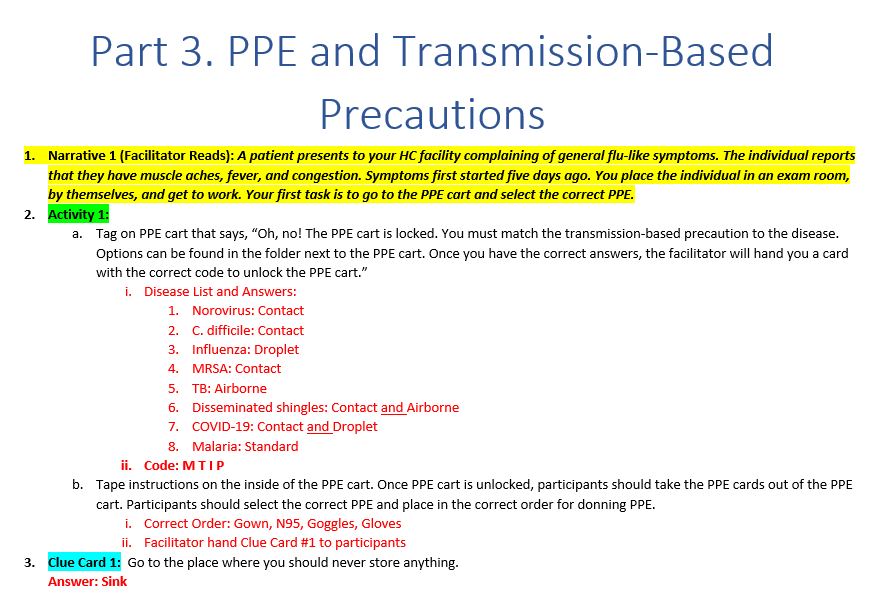 Part 3. PPE and Transmission-Based
Precautions
1. Narrative 1 (Facilitator Reads): A patient presents to your HC facility complaining of general flu-like symptoms. The individual reports
that they have muscle aches, fever, and congestion. Symptoms first started five days ago. You place the individual in an exam room,
by themselves, and get to work. Your first task is to go to the PPE cart and select the correct PPE.
2. Activity 1:
a. Tag on PPE cart that says, “Oh, no! The PPE cart is locked. You must match the transmission-based precaution to the disease.
Options can be found in the folder next to the PPE cart. Once you have the correct answers, the facilitator will hand you a card
with the correct code to unlock the PPE cart.”
i. Disease List and Answers:
1. Norovirus: Contact
2. C. difficile: Contact
3. Influenza: Droplet
4. MRSA: Contact
5. TB: Airborne
6. Disseminated shingles: Contact and Airborne
7. COVID-19: Contact and Droplet
8. Malaria: Standard
ii. Code: M T I P
b. Tape instructions on the inside of the PPE cart. Once PPE cart is unlocked, participants should take the PPE cards out of the PPE
cart. Participants should select the correct PPE and place in the correct order for donning PPE.
i. Correct Order: Gown, N95, Goggles, Gloves
ii. Facilitator hand Clue Card #1 to participants
3. Clue Card 1: Go to the place where you should never store anything.
Answer: Sink